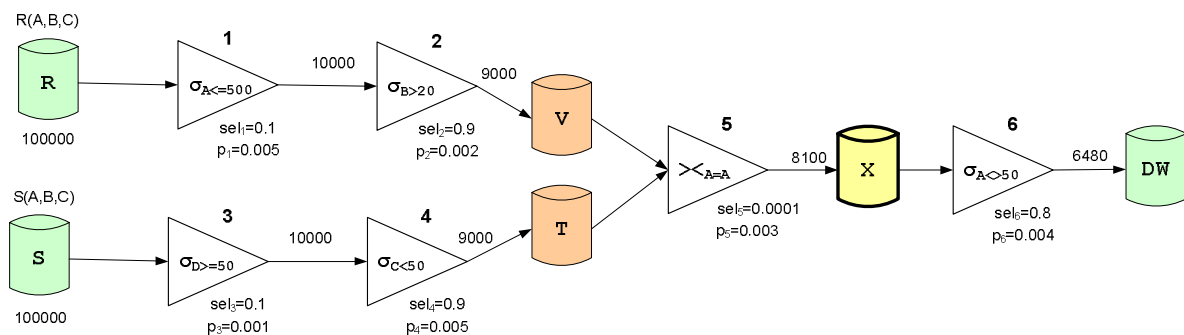 R(A,B,C)
R
100000
1
σA<=500
sel1=0.1
p1=0.005
10000
2
σB>20
sel2=0.9
p2=0.002
9000
V
S(A,B,C)
S
100000
3
σD>=50
sel3=0.1
p3=0.001
10000
4
σC<50
sel4=0.9
p4=0.005
9000
T
5
><A=A
sel5=0.0001
p5=0.003
8100
X
6
σA<>50
sel6=0.8
p6=0.004
6480
DW